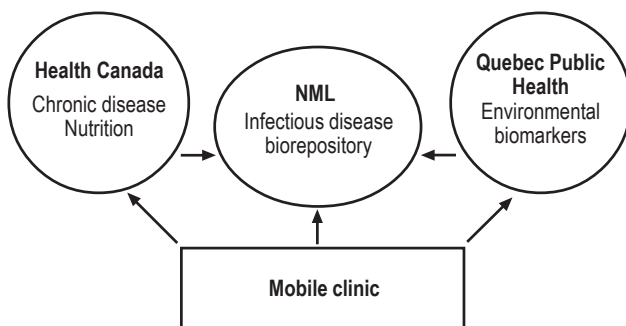 Health Canada
Chronic disease
Nutrition
NML
Infectious disease
biorepository
Quebec Public
Health
Environmental
biomarkers
Mobile clinic